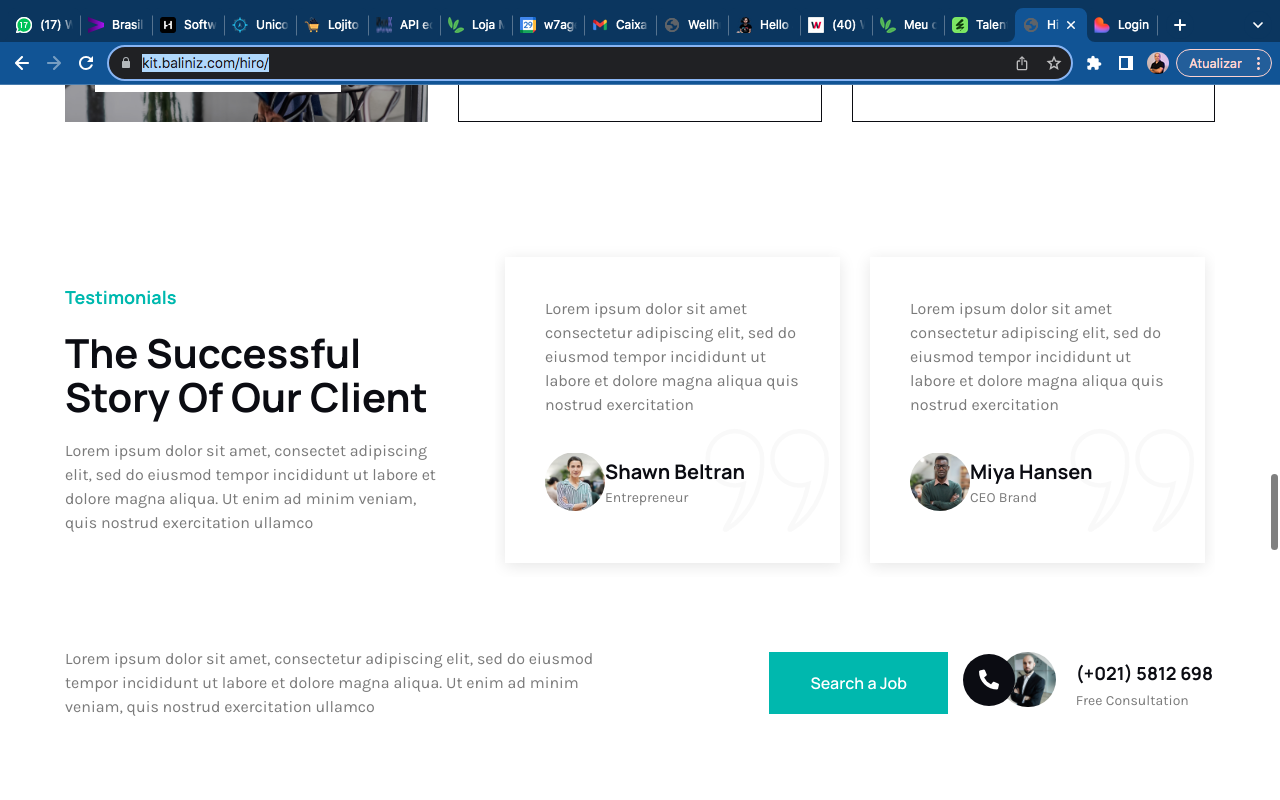 (17) W
Brasil
Softw
Unico
Lojito
API e
Loja M
w7age
Caixa
Wellh
Hello
(40) W
Meu c
Talen
Hi
Login
kit.baliniz.com/hiro/
Atualizar
Testimonials
The Successful
Story Of Our Client
Lorem ipsum dolor sit amet, consectet adipiscing
elit, sed do eiusmod tempor incididunt ut labore et
dolore magna aliqua. Ut enim ad minim veniam,
quis nostrud exercitation ullamco
Lorem ipsum dolor sit amet
consectetur adipiscing elit, sed do
eiusmod tempor incididunt ut
labore et dolore magna aliqua quis
nostrud exercitation
Shawn Beltran
Entrepreneur
Lorem ipsum dolor sit amet
consectetur adipiscing elit, sed do
eiusmod tempor incididunt ut
labore et dolore magna aliqua quis
nostrud exercitation
Miya Hansen
CEO Brand
Lorem ipsum dolor sit amet, consectetur adipiscing elit, sed do eiusmod
tempor incididunt ut labore et dolore magna aliqua. Ut enim ad minim
veniam, quis nostrud exercitation ullamco
Search a Job
(+021) 5812 698
Free Consultation